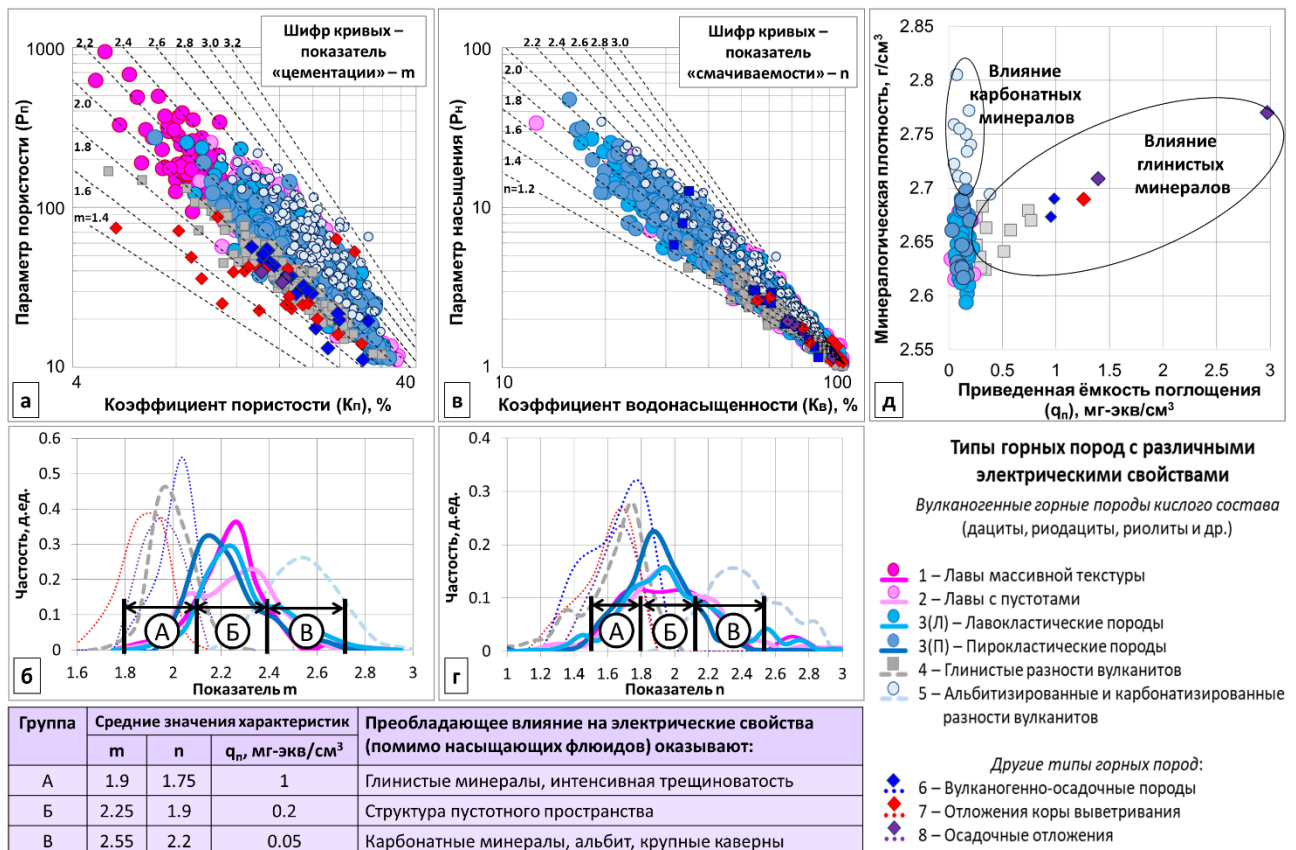 Шифр кривых –
показатель
«цементации» – m
2.2
2.4
2.6
2.8
3.0
3.2
2.0
1.8
1.6
m=1.4
1000
100
10
4
40
Параметр пористости (Pп)
Коэффициент пористости (Kп), %
а
Шифр кривых –
показатель
«смачиваемости» – n
2.2
2.4
2.6
2.8
3.0
2.0
1.8
1.6
1.4
n=1.2
100
10
1
10
100
Параметр насыщения (Pн)
Коэффициент водонасыщенности (Kв), %
в
2.85
2.8
2.75
2.7
2.65
2.6
2.55
0
0.5
1
1.5
2
2.5
3
Минералогическая плотность, г/см³
Влияние
карбонатных
минералов
Влияние
глинистых
минералов
Приведенная ёмкость поглощения
(qп), мг-экв/см³
д
0.6
0.5
0.4
0.3
0.2
0.1
0
1.6
1.8
2
2.2
2.4
2.6
2.8
3
Частость, д.ед.
А
Б
В
Показатель m
б
0.4
0.3
0.2
0.1
0
1
1.2
1.4
1.6
1.8
2
2.2
2.4
2.6
2.8
3
Частость, д.ед.
А
Б
В
Показатель n
г
Типы горных пород с различными
электрическими свойствами
Вулканогенные горные породы кислого состава
(дациты, риодациты, риолиты и др.)
1 – Лавы массивной текстуры
2 – Лавы с пустотами
3(Л) – Лавокластические породы
3(П) – Пирокластические породы
4 – Глинистые разности вулканитов
5 – Альбитизированные и карбонатизированные
разности вулканитов
Другие типы горных пород:
6 – Вулканогенно-осадочные породы
7 – Отложения коры выветривания
8 – Осадочные отложения
Группа Средние значения характеристик Преобладающее влияние на электрические свойства
m n qп, мг-экв/см³ (помимо насыщающих флюидов) оказывают:
А 1.9 1.75 1 Глинистые минералы, интенсивная трещиноватость
Б 2.25 1.9 0.2 Структура пустотного пространства
В 2.55 2.2 0.05 Карбонатные минералы, альбит, крупные каверны